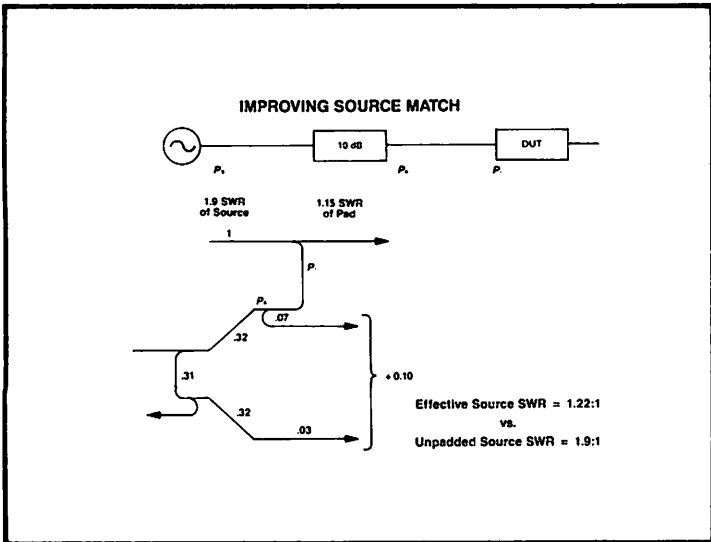 IMPROVING SOURCE MATCH
10 dB
DUT
1.9 SWR
of Source
1.15 SWR
of Pad
1
.07
.32
.31
+ 0.10
.32
.03
Effective Source SWR = 1.22:1
vs.
Unpadded Source SWR = 1.9:1